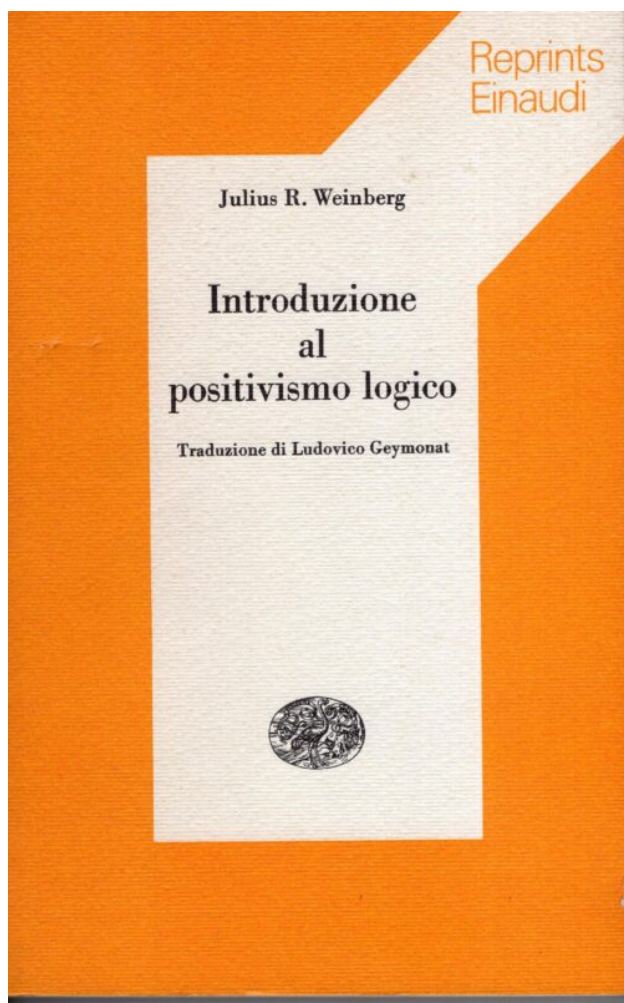 Reprints
Einaudi
Julius R. Weinberg
Introduzione
al
positivismo logico
Traduzione di Ludovico Geymonat